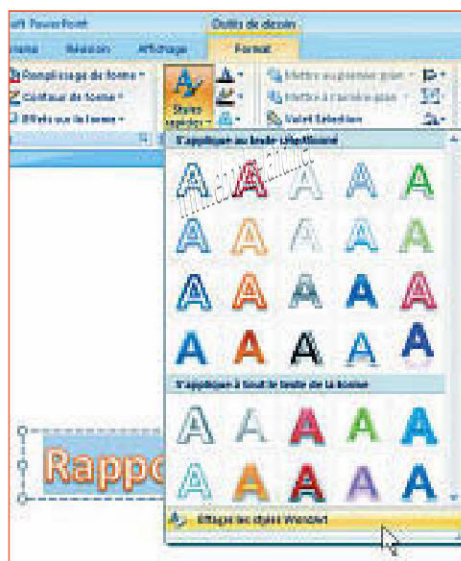 soft PowerPoint Outils de dessin
Révision Affichage Format
Remplissage de forme
Contour de forme
Effets sur la forme
Styles rapides
Mettre au premier plan
Mettre à l'arrière-plan
Volet Sélection
S'applique au texte sélectionné
A A A A A
A A A A A
A A A A A
A A A A A
S'applique à tout le texte de la forme
A A A A A
A A A A A
Rappo
Effacer les styles WordArt